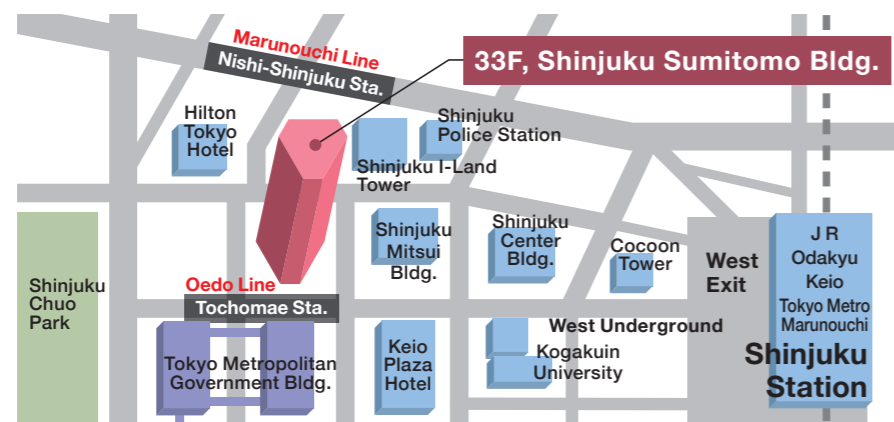 Marunouchi Line
Nishi-Shinjuku Sta.
33F, Shinjuku Sumitomo Bldg.
Hilton
Tokyo
Hotel
Shinjuku
Police Station
Shinjuku I-Land
Tower
Shinjuku
Mitsui
Bldg.
Shinjuku
Center
Bldg.
Cocoon
Tower
West
Exit
J R
Odakyu
Keio
Tokyo Metro
Marunouchi
Shinjuku
Station
Shinjuku
Chuo
Park
Oedo Line
Tochomae Sta.
Tokyo Metropolitan
Government Bldg.
Keio
Plaza
Hotel
West Underground
Kogakuin
University